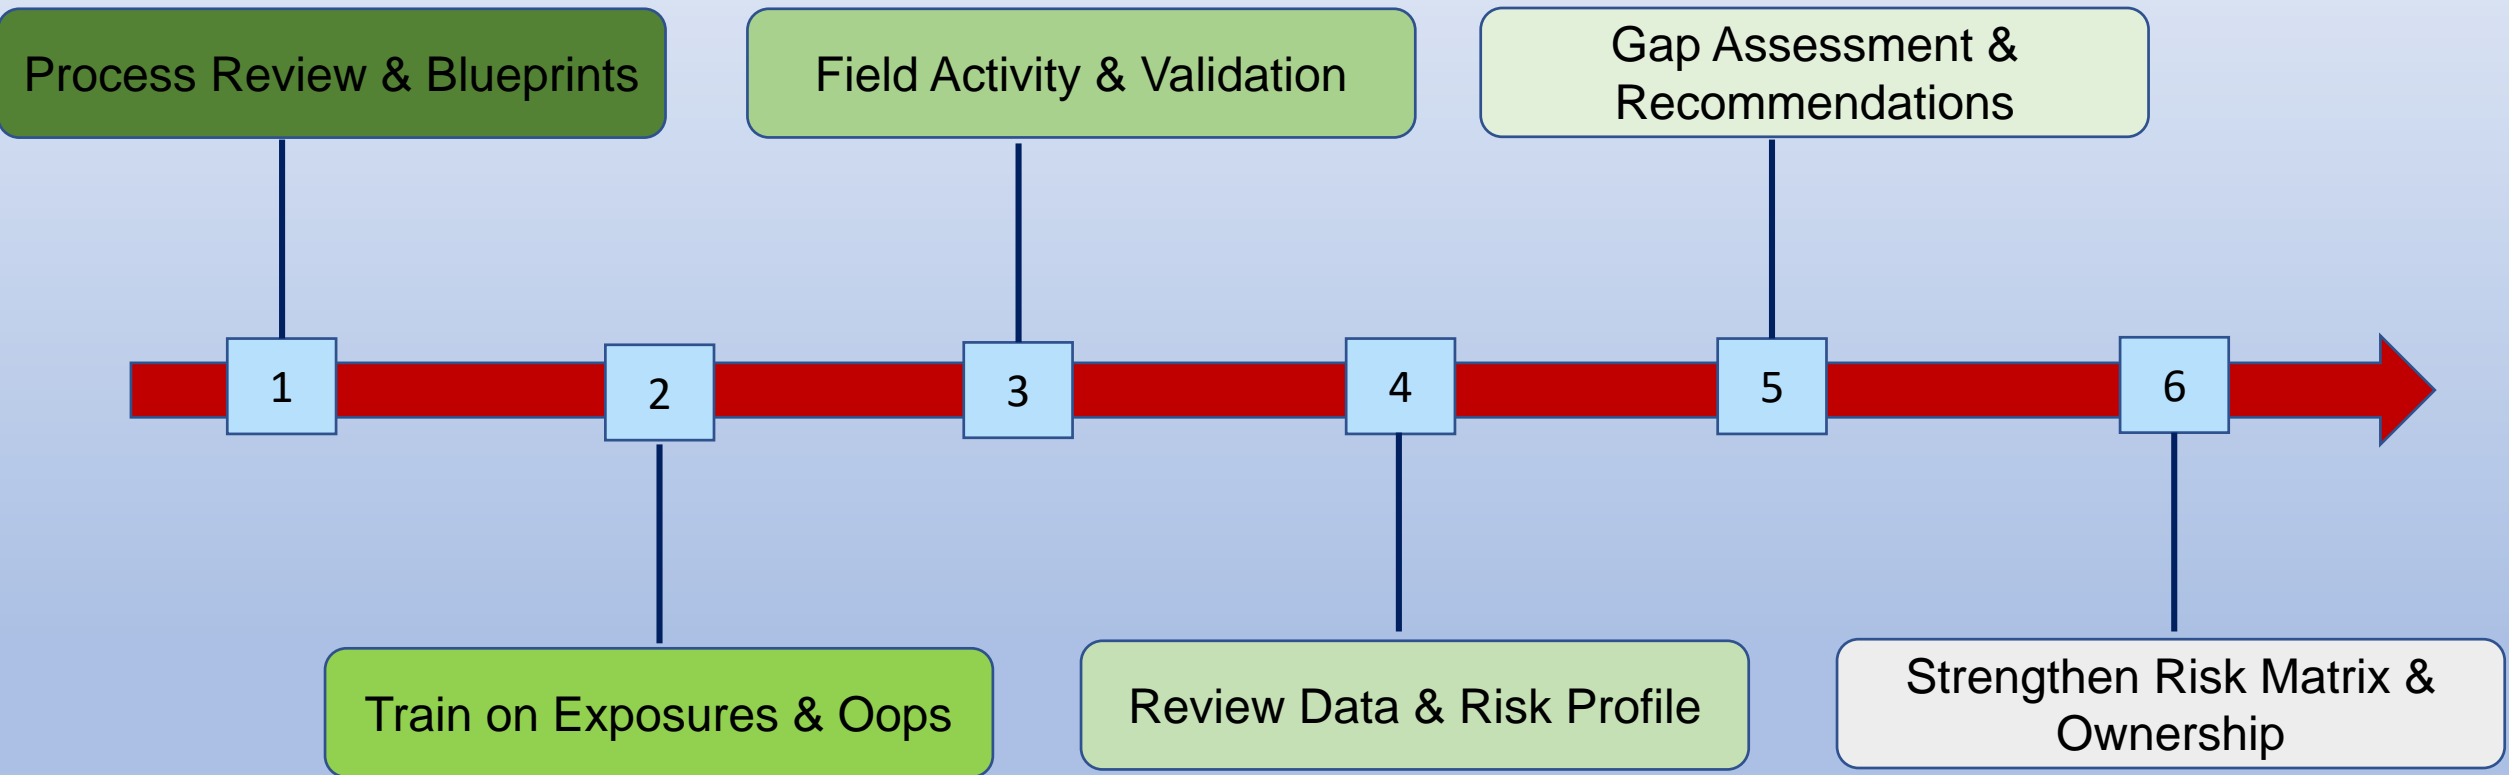 Process Review & Blueprints
Field Activity & Validation
Gap Assessment &
Recommendations
1
2
3
4
5
6
Train on Exposures & Oops
Review Data & Risk Profile
Strengthen Risk Matrix &
Ownership